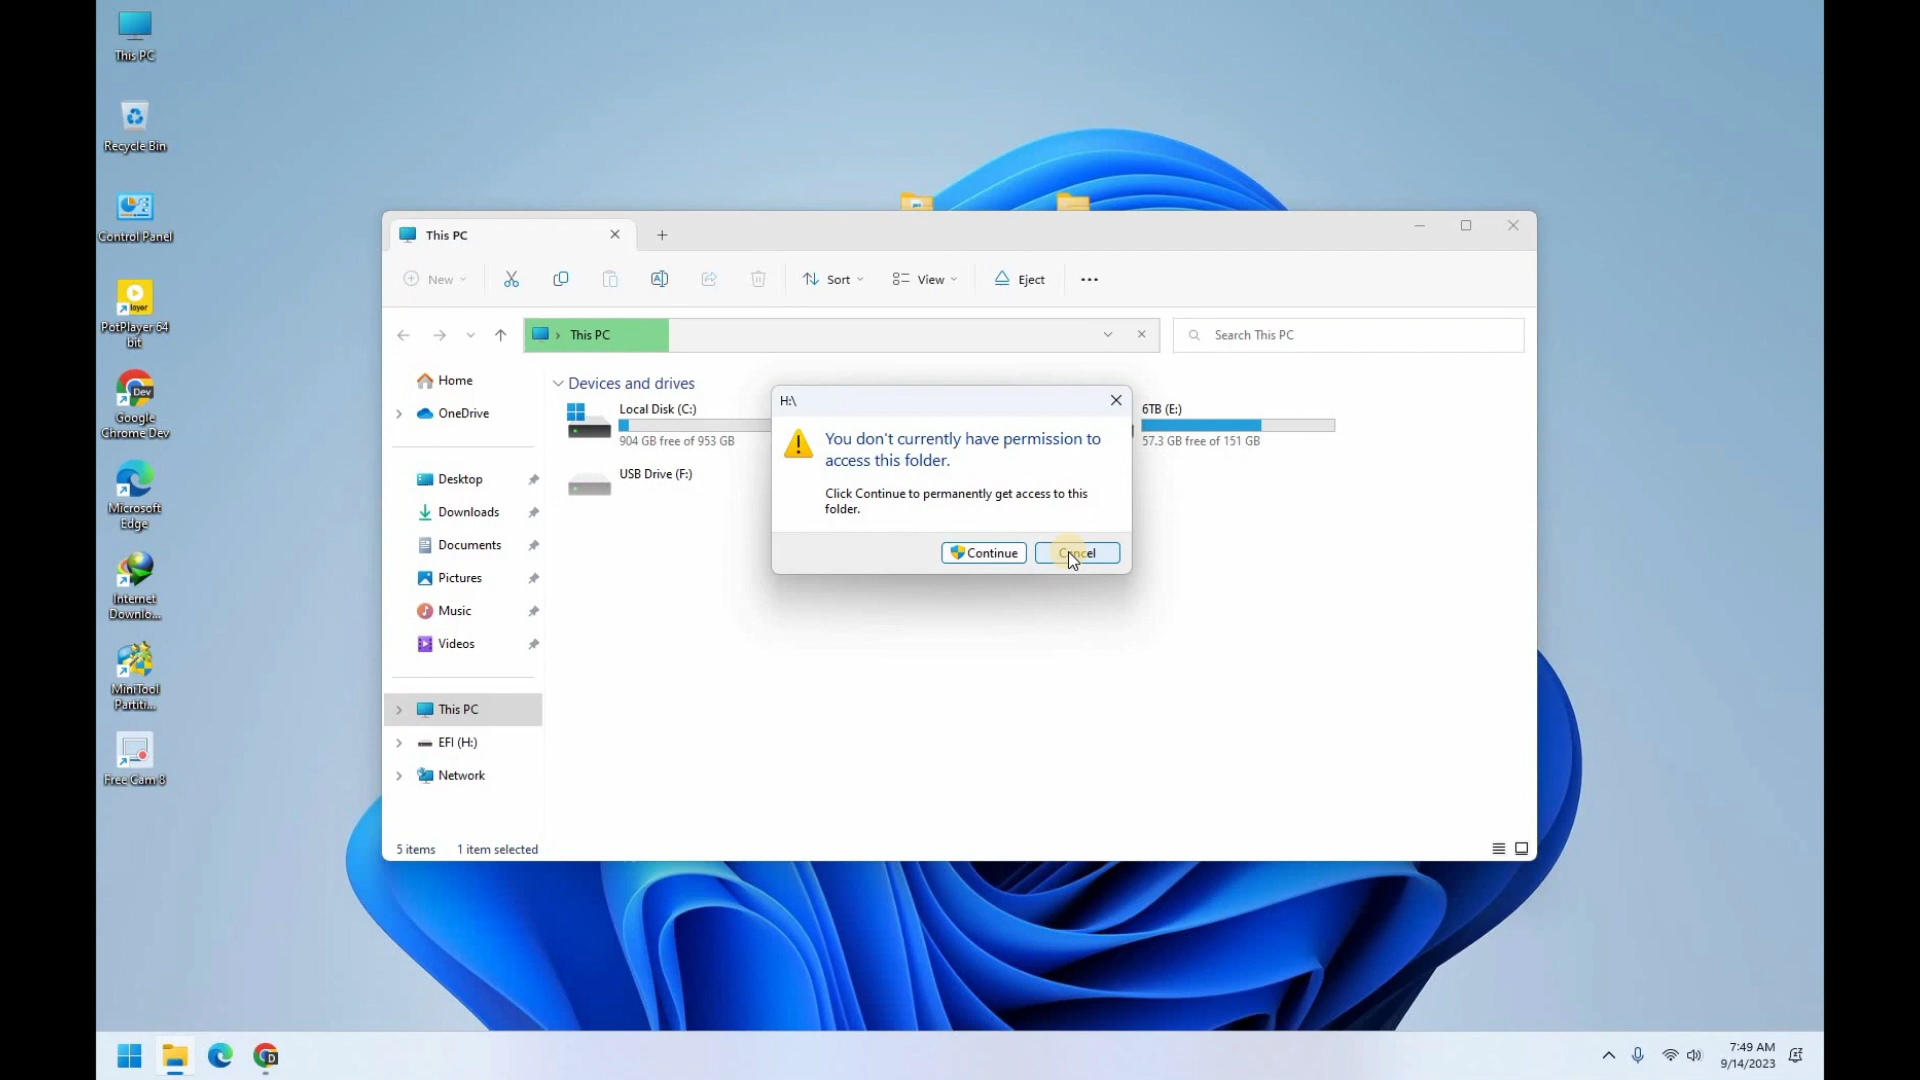 This PC
Recycle Bin
Control Panel
PotPlayer 64
bit
Google
Chrome Dev
Microsoft
Edge
Internet
Downlo...
MiniTool
Partiti...
Free Cam 8
This PC
New
Sort
View
Eject
This PC
Search This PC
Home
OneDrive
Desktop
Downloads
Documents
Pictures
Music
Videos
This PC
EFI (H:)
Network
Devices and drives
Local Disk (C:)
904 GB free of 953 GB
6TB (E:)
57.3 GB free of 151 GB
USB Drive (F:)
H:\
You don't currently have permission to
access this folder.
Click Continue to permanently get access to this
folder.
Continue
Cancel
5 items
1 item selected
7:49 AM
9/14/2023